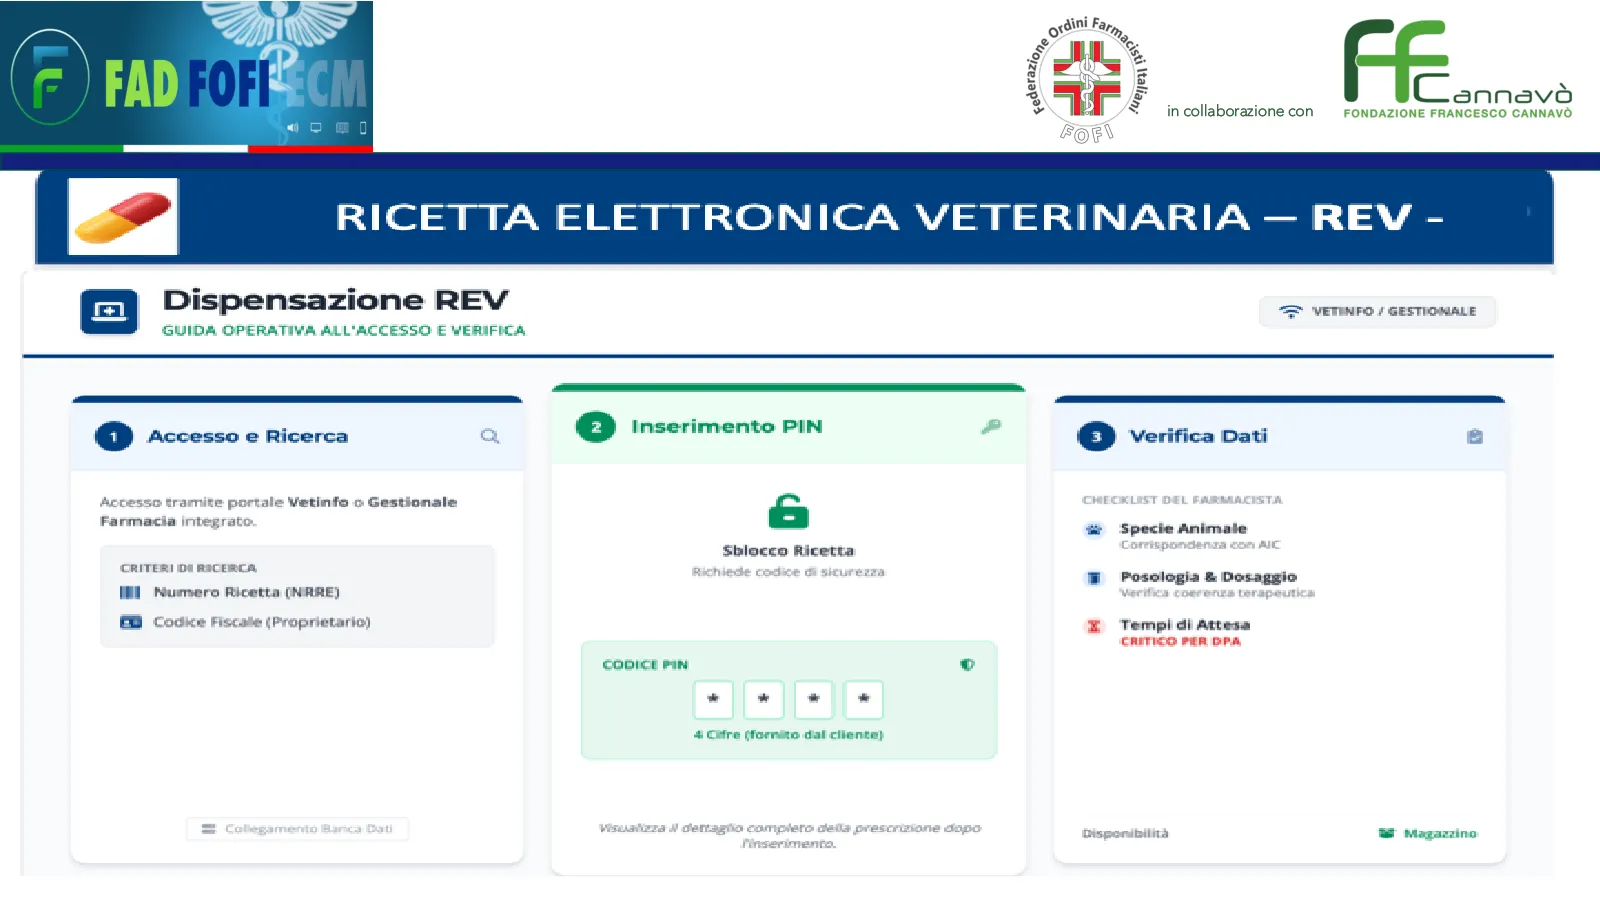 FAD FOFI ECM
Federazione Ordini Farmacisti Italiani
FOFI
in collaborazione con
FFC annavò
FONDAZIONE FRANCESCO CANNAVÒ
RICETTA ELETTRONICA VETERINARIA – REV -
Dispensazione REV
GUIDA OPERATIVA ALL'ACCESSO E VERIFICA
VETINFO / GESTIONALE
1 Accesso e Ricerca
Accesso tramite portale Vetinfo o Gestionale
Farmacia integrato.
CRITERI DI RICERCA
Numero Ricetta (NRRE)
Codice Fiscale (Proprietario)
Collegamento Banca Dati
2 Inserimento PIN
Sblocco Ricetta
Richiede codice di sicurezza
CODICE PIN
* * * *
4 Cifre (fornito dal cliente)
Visualizza il dettaglio completo della prescrizione dopo
l'inserimento.
3 Verifica Dati
CHECKLIST DEL FARMACISTA
Specie Animale
Corrispondenza con AIC
Posologia & Dosaggio
Verifica coerenza terapeutica
Tempi di Attesa
CRITICO PER DPA
Disponibilità
Magazzino